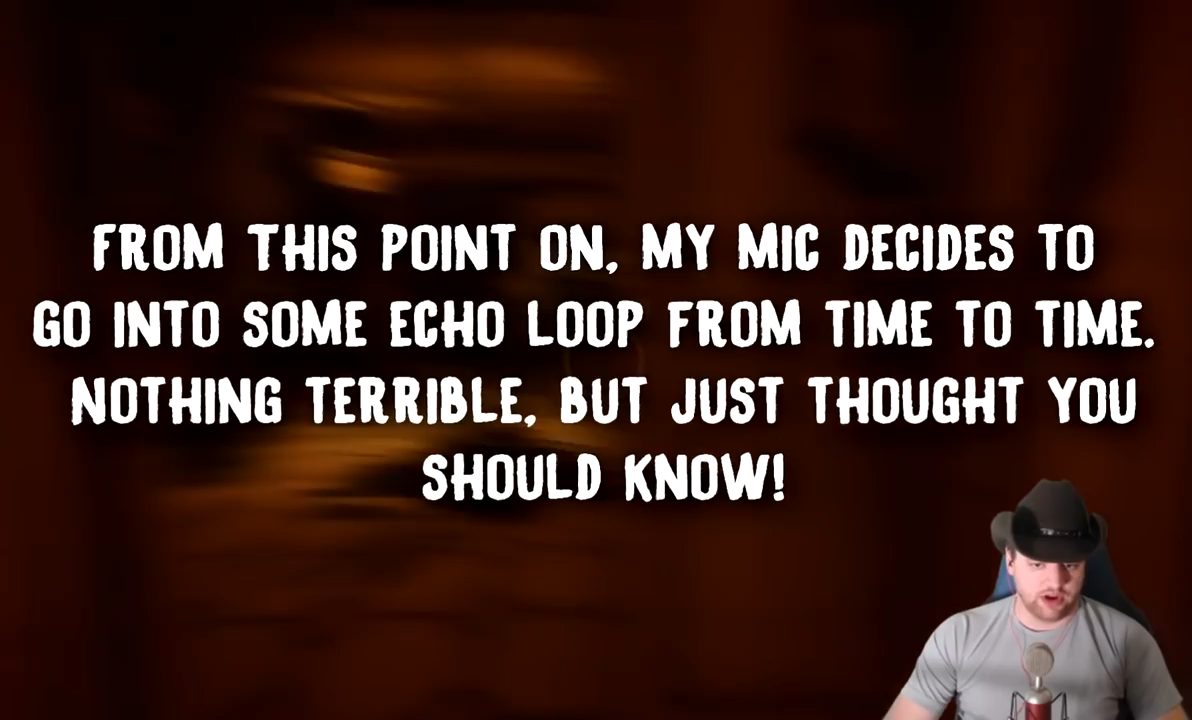 FROM THIS POINT ON, MY MIC DECIDES TO
GO INTO SOME ECHO LOOP FROM TIME TO TIME.
NOTHING TERRIBLE, BUT JUST THOUGHT YOU
SHOULD KNOW!